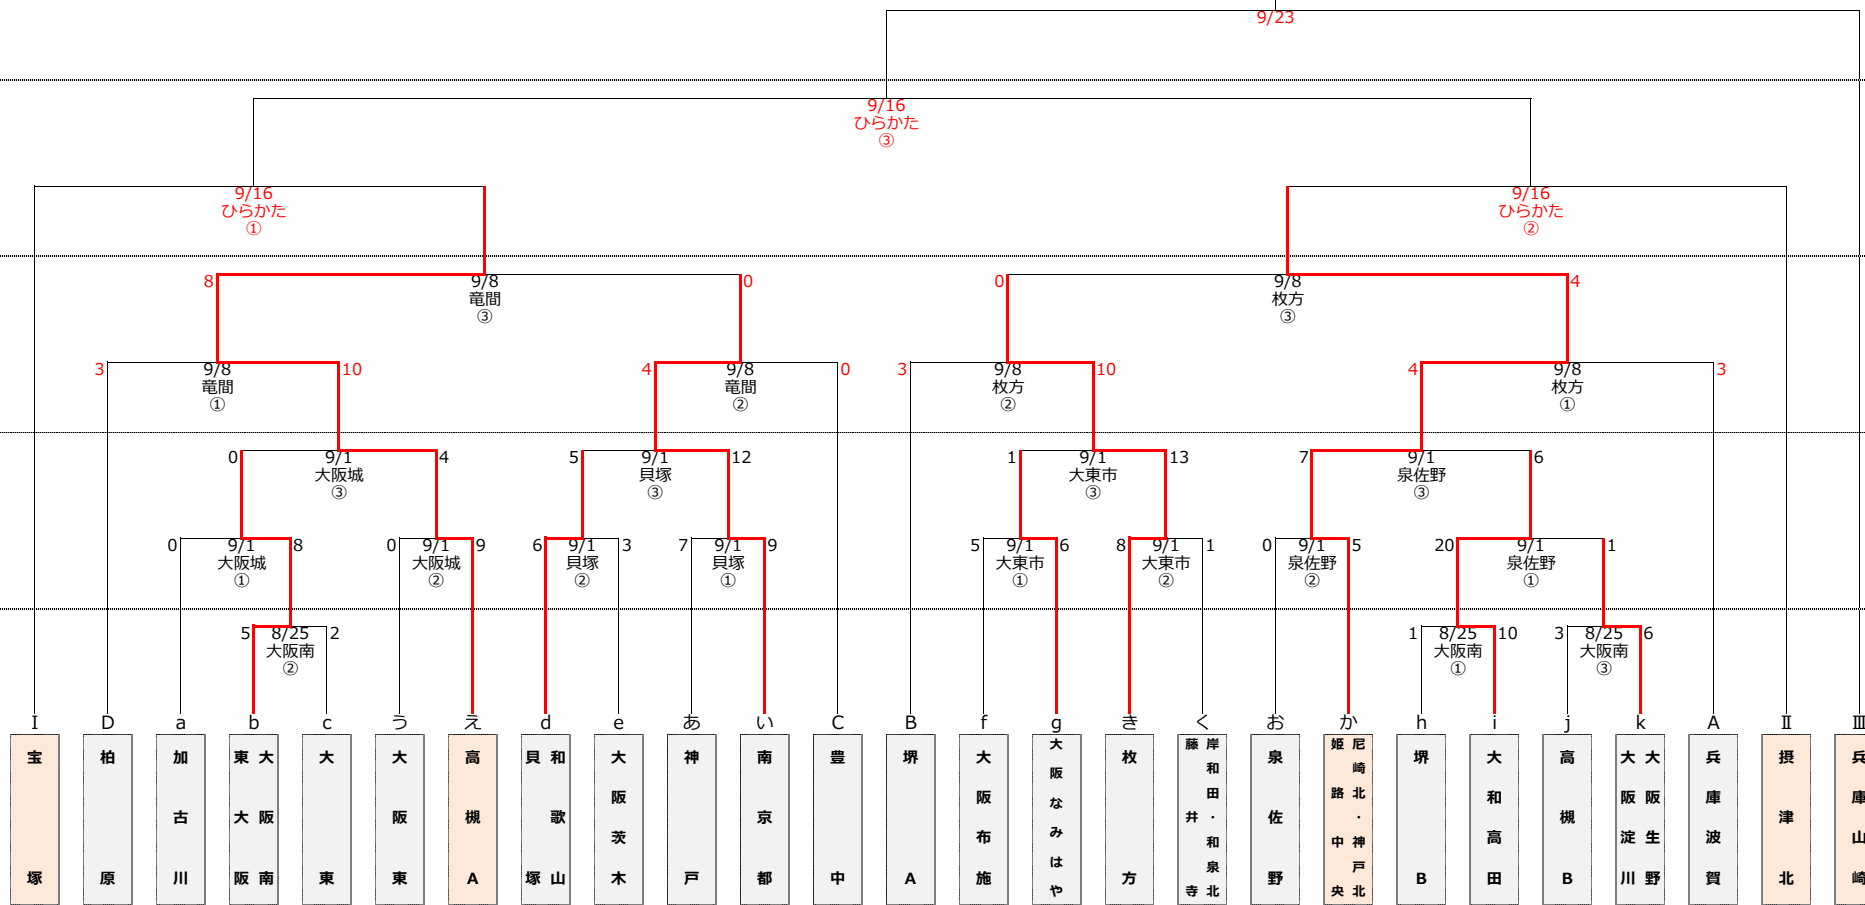 9/23
9/16
ひらかた
③
9/16
ひらかた
①
9/16
ひらかた
②
8 9/8 0
竜間
③
0 9/8 4
枚方
③
3 9/8 10
竜間
①
4 9/8 0
竜間
②
3 9/8 10
枚方
②
4 9/8 3
枚方
①
0 9/1 4
大阪城
③
5 9/1 12
貝塚
③
1 9/1 13
大東市
③
7 9/1 6
泉佐野
③
0 9/1 8
大阪城
①
0 9/1 9
大阪城
②
6 9/1 3
貝塚
②
7 9/1 9
貝塚
①
5 9/1 6
大東市
①
8 9/1 1
大東市
②
0 9/1 5
泉佐野
②
20 9/1 1
泉佐野
①
5 8/25 2
大阪南
②
1 8/25 10
大阪南
①
3 8/25 6
大阪南
③
I D a b c う え d e あ い C B f g き く お か h i j k A Ⅱ Ⅲ
宝塚
柏原
加古川
大阪南
東大阪
大東
大阪東
高槻A
和歌山
貝塚
大阪茨木
神戸
南京都
豊中
堺A
大阪布施
大阪なみはや
枚方
岸和田・和泉北
藤井寺
泉佐野
尼崎北・神戸北
姫路中央
堺B
大和高田
高槻B
大阪生野
大阪淀川
兵庫波賀
摂津北
兵庫山崎